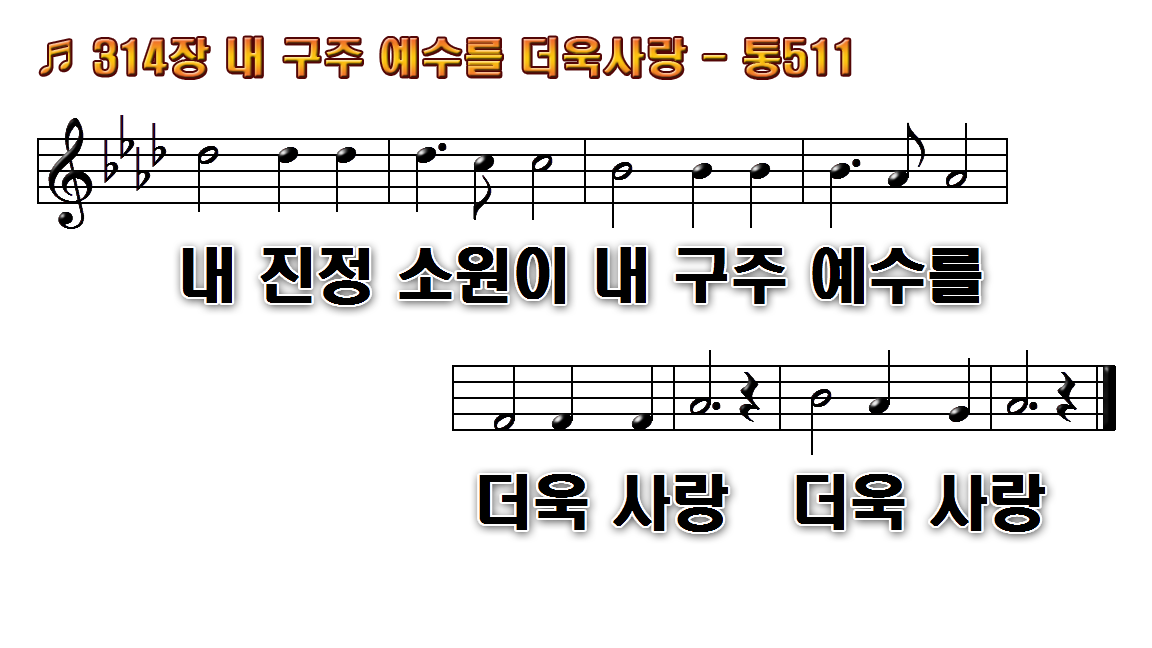 ♬ 314장 내 구주 예수를 더욱사랑 - 통511
내 진정 소원이 내 구주 예수를
더욱 사랑 더욱 사랑